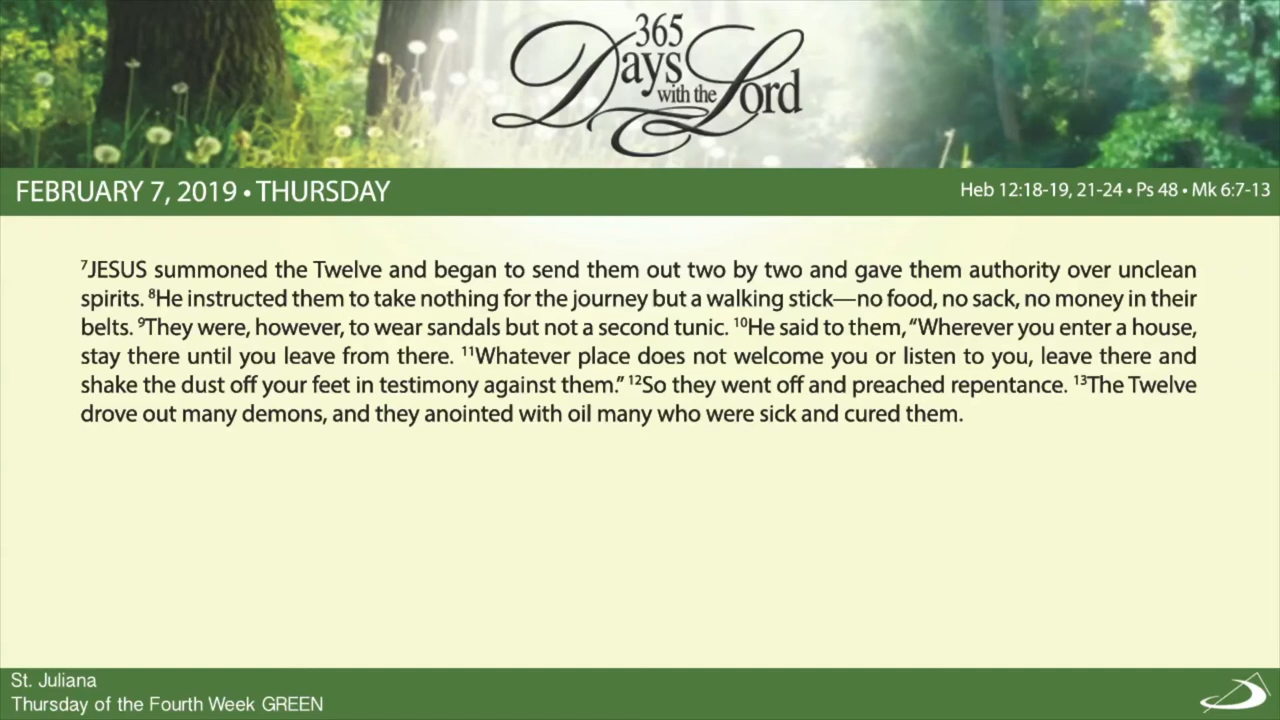 365
Days
with the
Lord
FEBRUARY 7, 2019 • THURSDAY
Heb 12:18-19, 21-24 • Ps 48 • Mk 6:7-13
⁷JESUS summoned the Twelve and began to send them out two by two and gave them authority over unclean
spirits. ⁸He instructed them to take nothing for the journey but a walking stick—no food, no sack, no money in their
belts. ⁹They were, however, to wear sandals but not a second tunic. ¹⁰He said to them, “Wherever you enter a house,
stay there until you leave from there. ¹¹Whatever place does not welcome you or listen to you, leave there and
shake the dust off your feet in testimony against them.” ¹²So they went off and preached repentance. ¹³The Twelve
drove out many demons, and they anointed with oil many who were sick and cured them.
St. Juliana
Thursday of the Fourth Week GREEN